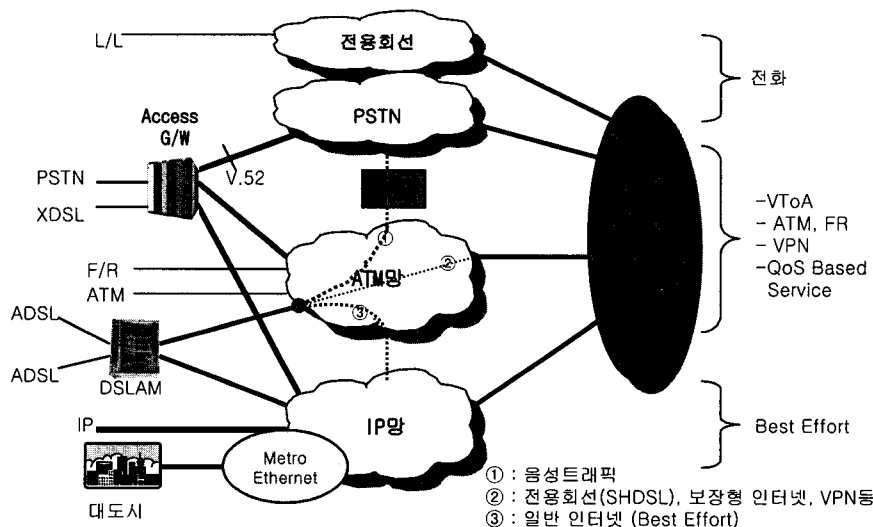 L/L
전용회선
전화
PSTN
Access
G/W
V.52
PSTN
XDSL
①
-VToA
- ATM, FR
- VPN
-QoS Based
Service
②
F/R
ATM망
ATM
③
ADSL
ADSL
DSLAM
IP
IP망
Best Effort
Metro
Ethernet
대도시
① : 음성트래픽
② : 전용회선(SHDSL), 보장형 인터넷, VPN등
③ : 일반 인터넷 (Best Effort)